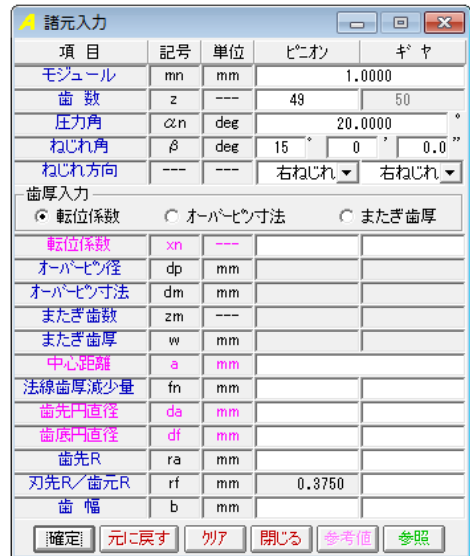 諸元入力
項 目 記号 単位 ピニオン ギ ヤ
モジュール mn mm 1.0000
歯 数 z --- 49 50
圧力角 αn deg 20.0000 °
ねじれ角 β deg 15 ° 0 ' 0.0 "
ねじれ方向 --- --- 右ねじれ 右ねじれ
歯厚入力
転位係数 オーバーピン寸法 またぎ歯厚
転位係数 xn ---
オーバーピン径 dp mm
オーバーピン寸法 dm mm
またぎ歯数 zm ---
またぎ歯厚 w mm
中心距離 a mm
法線歯厚減少量 fn mm
歯先円直径 da mm
歯底円直径 df mm
歯先R ra mm
刃先R/歯元R rf mm 0.3750
歯 幅 b mm
確定 元に戻す クリア 閉じる 参考値 参照